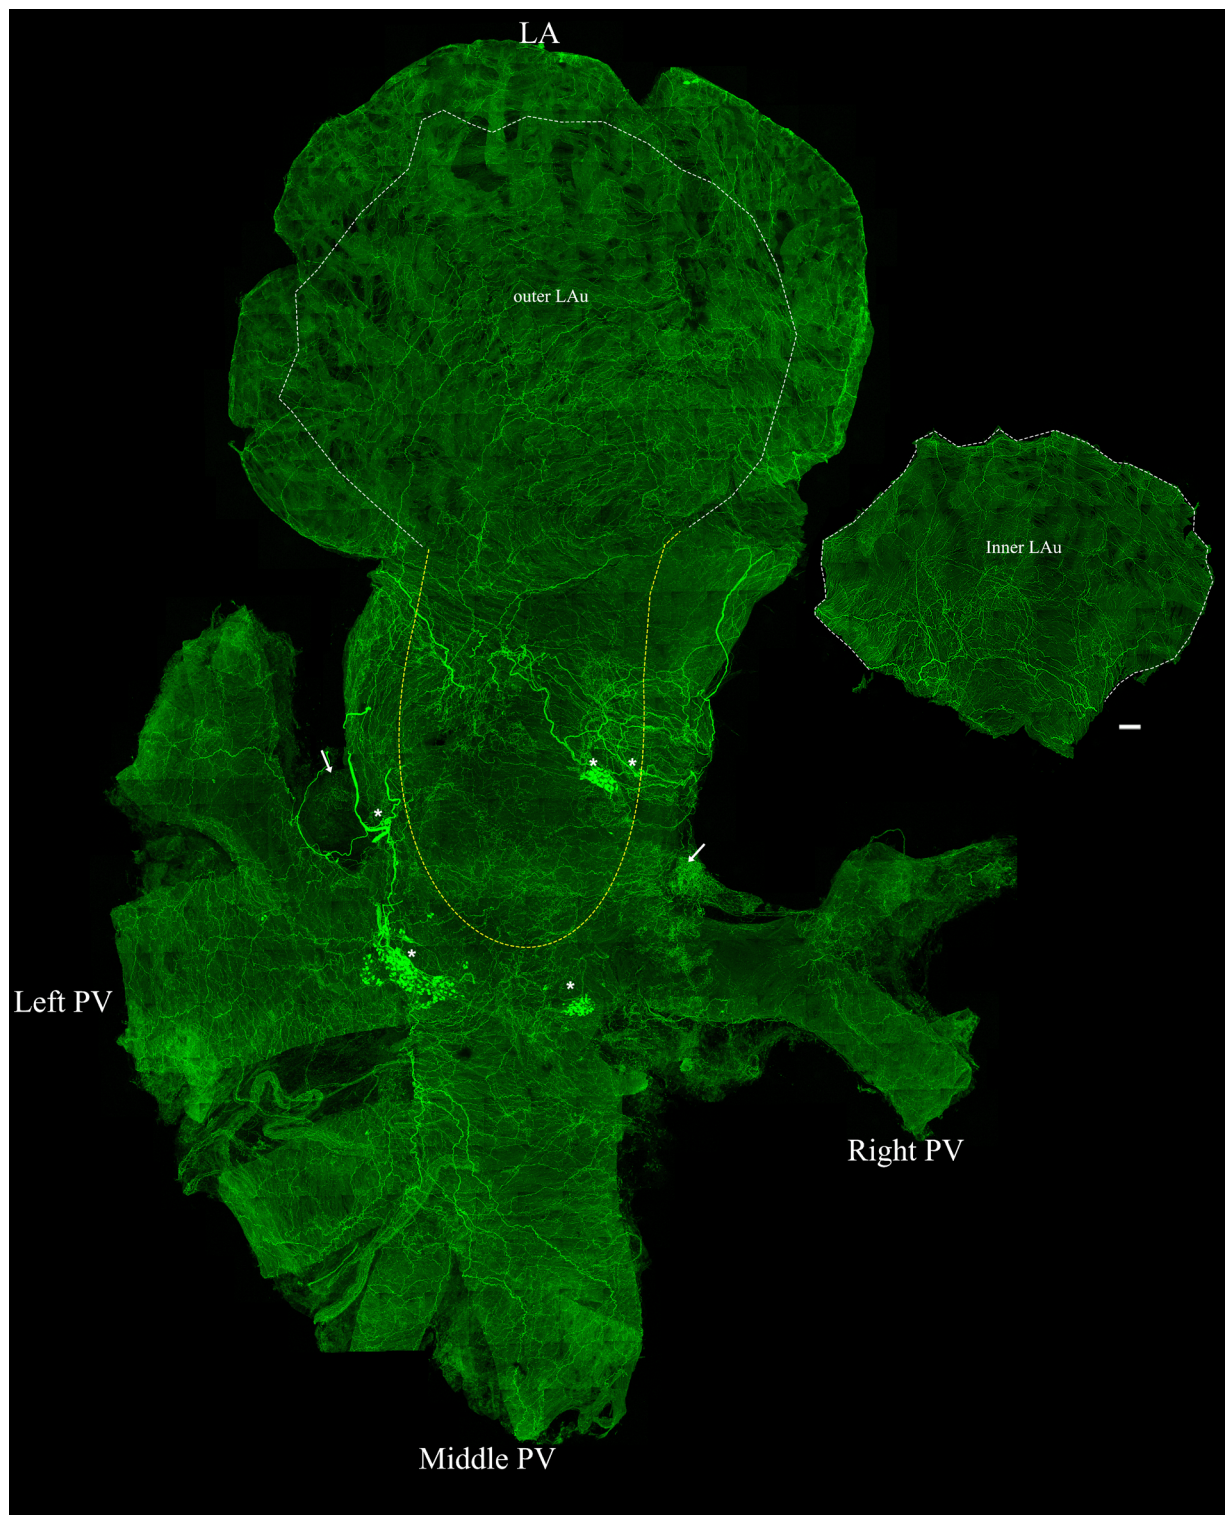 LA
outer LAu
Inner LAu
*
*
*
*
*
Left PV
Right PV
Middle PV